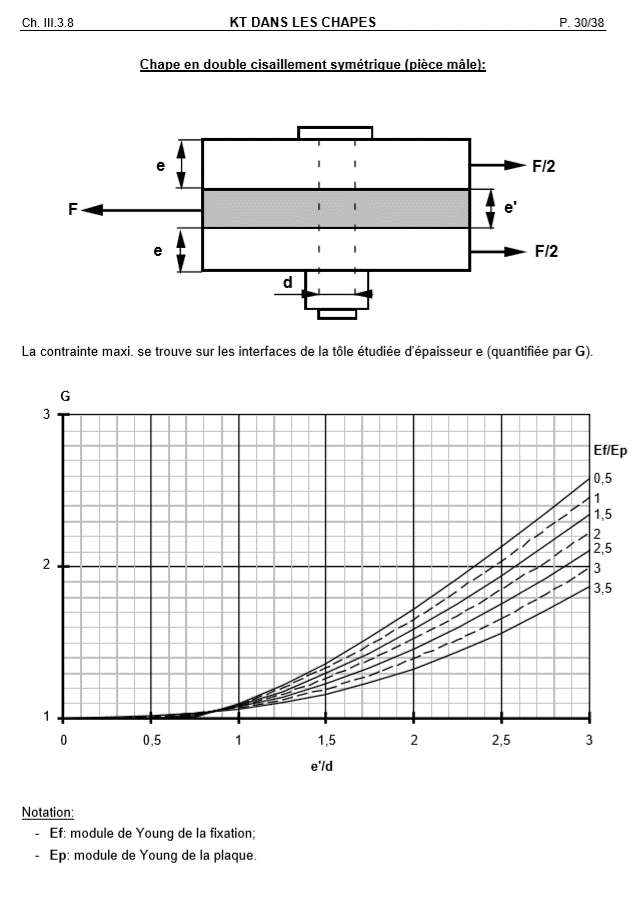 Ch. III.3.8 KT DANS LES CHAPES P. 30/38
Chape en double cisaillement symétrique (pièce mâle):
e F/2
F e'
e F/2
d
La contrainte maxi. se trouve sur les interfaces de la tôle étudiée d'épaisseur e (quantifiée par G).
G
3
Ef/Ep
0,5
1
1,5
2
2,5
2
3
3,5
1
0 0,5 1 1,5 2 2,5 3
e'/d
Notation:
- Ef: module de Young de la fixation;
- Ep: module de Young de la plaque.